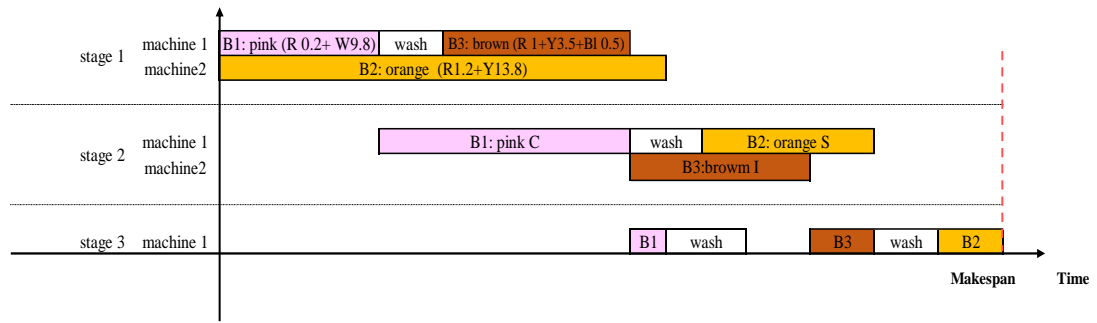 stage 1
machine 1
B1: pink (R 0.2+ W9.8)
wash
B3: brown (R 1+Y3.5+Bl 0.5)
machine2
B2: orange (R1.2+Y13.8)
stage 2
machine 1
B1: pink C
wash
B2: orange S
machine2
B3:browm I
stage 3
machine 1
B1
wash
B3
wash
B2
Makespan
Time